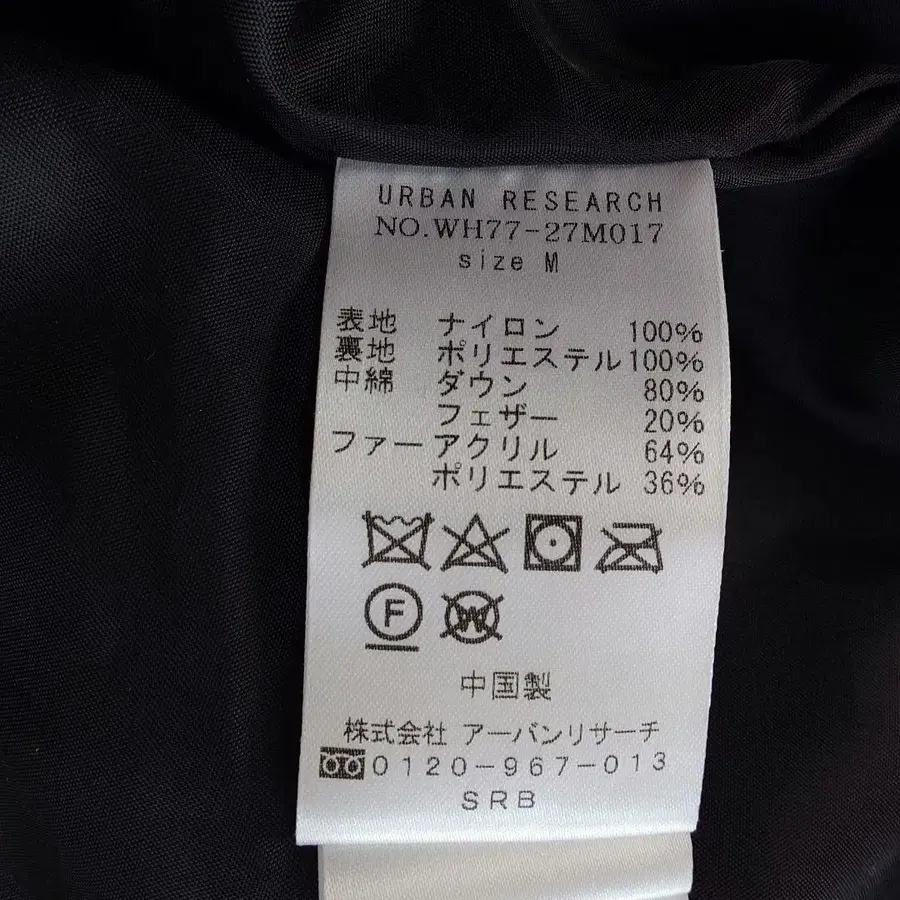 URBAN RESEARCH
NO.WH77-27M017
size M
表地 ナイロン 100%
裏地 ポリエステル100%
中綿 ダウン 80%
フェザー 20%
ファーアクリル 64%
ポリエステル 36%
F W
中国製
株式会社 アーバンリサーチ
0120-967-013
SRB